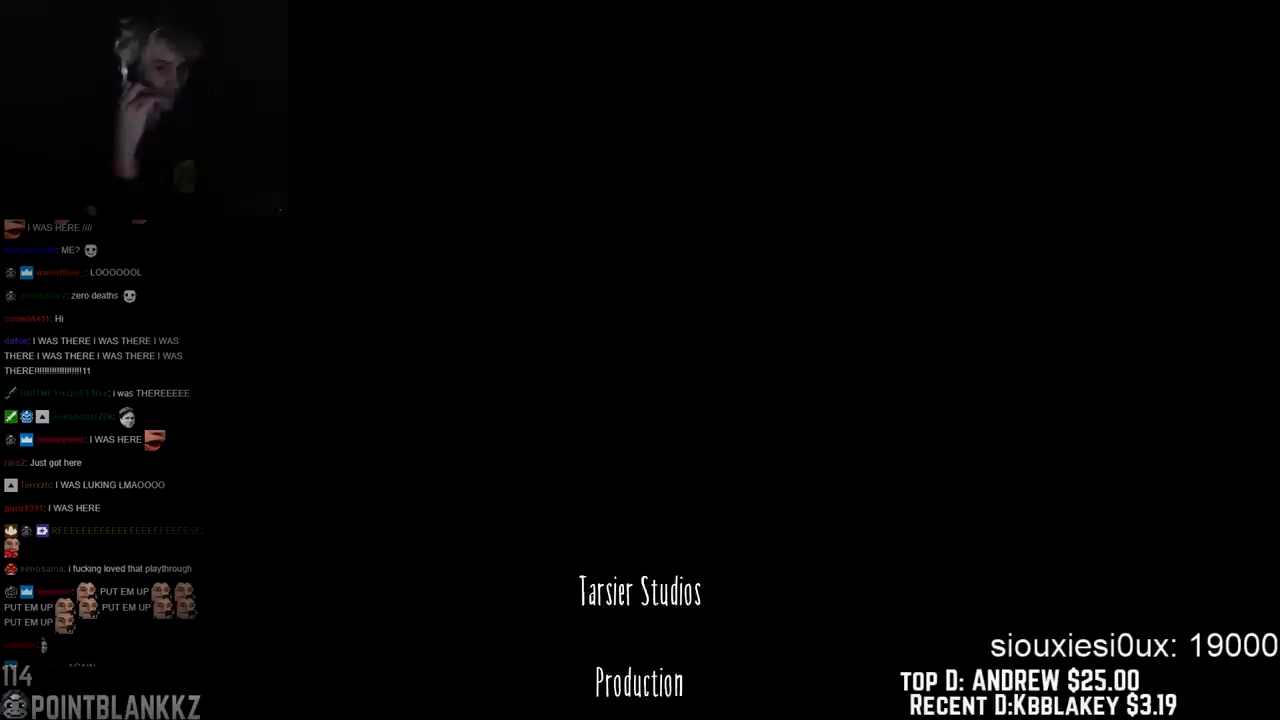 I WAS HERE ////
ME?
: LOOOOOOL
: zero deaths
: Hi
dafoe: I WAS THERE I WAS THERE I WAS
THERE I WAS THERE I WAS THERE I WAS
: i was THEREEEEE
: I WAS HERE
: Just got here
: I WAS LUKING LMAOOOO
guru1911: I WAS HERE
xenosama: i fucking loved that playthrough
PUT EM UP
PUT EM UP PUT EM UP
PUT EM UP
114
POINTBLANKKZ
Tarsier Studios
Production
siouxiesi0ux: 19000
TOP D: ANDREW $25.00
RECENT D:KBBLAKEY $3.19